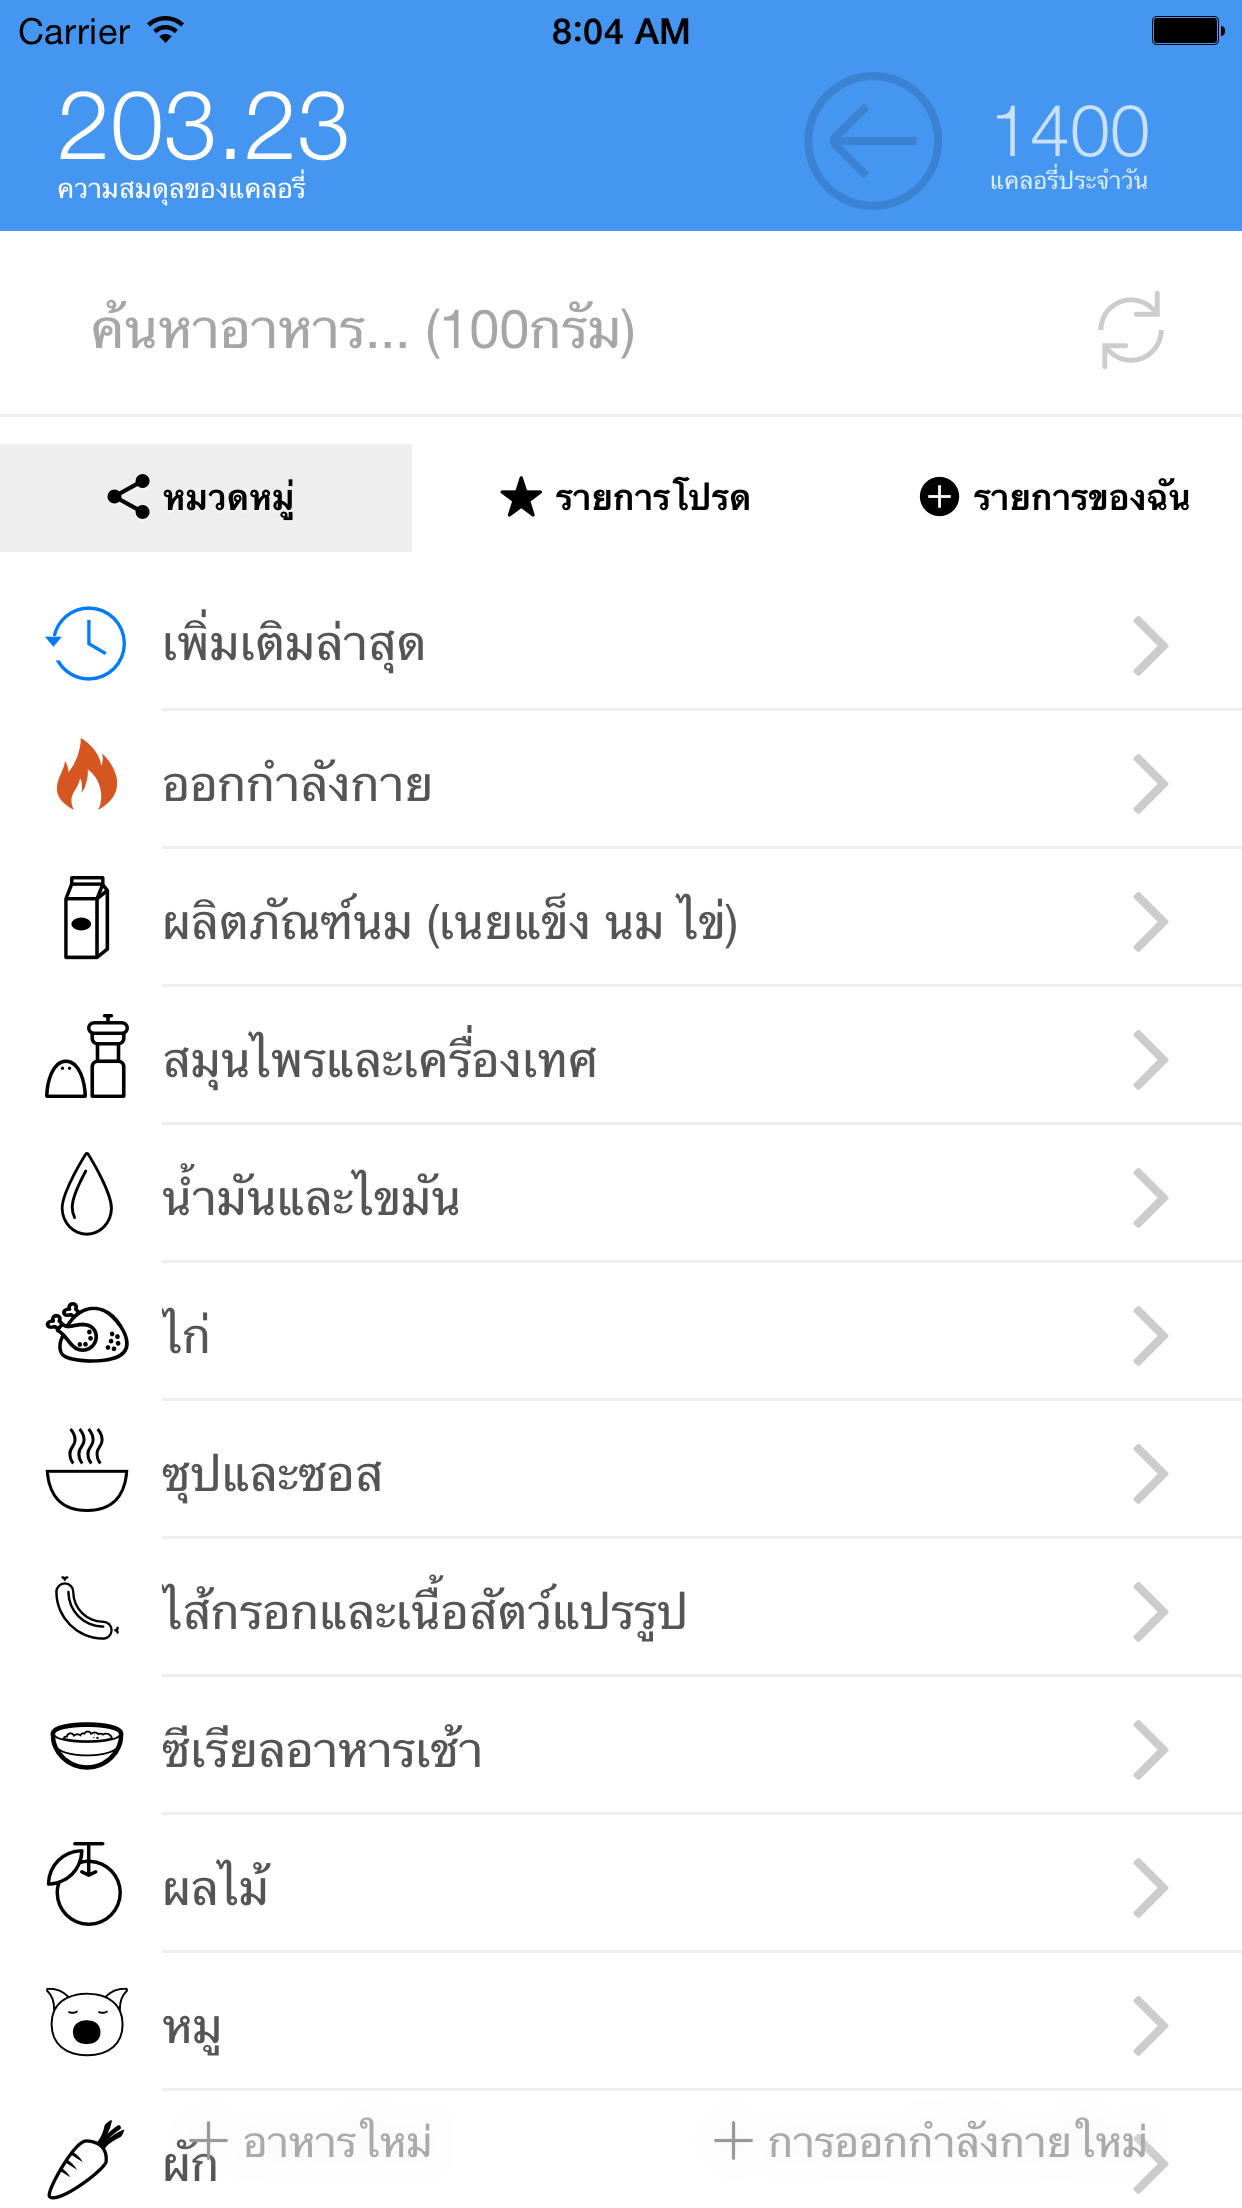 Carrier 8:04 AM
203.23
ความสมดุลของแคลอรี่
1400
แคลอรี่ประจำวัน
ค้นหาอาหาร... (100กรัม)
หมวดหมู่ รายการโปรด รายการของฉัน
เพิ่มเติมล่าสุด
ออกกำลังกาย
ผลิตภัณฑ์นม (เนยแข็ง นม ไข่)
สมุนไพรและเครื่องเทศ
น้ำมันและไขมัน
ไก่
ซุปและซอส
ไส้กรอกและเนื้อสัตว์แปรรูป
ซีเรียลอาหารเช้า
ผลไม้
หมู
ผัก
+ อาหารใหม่ + การออกกำลังกายใหม่